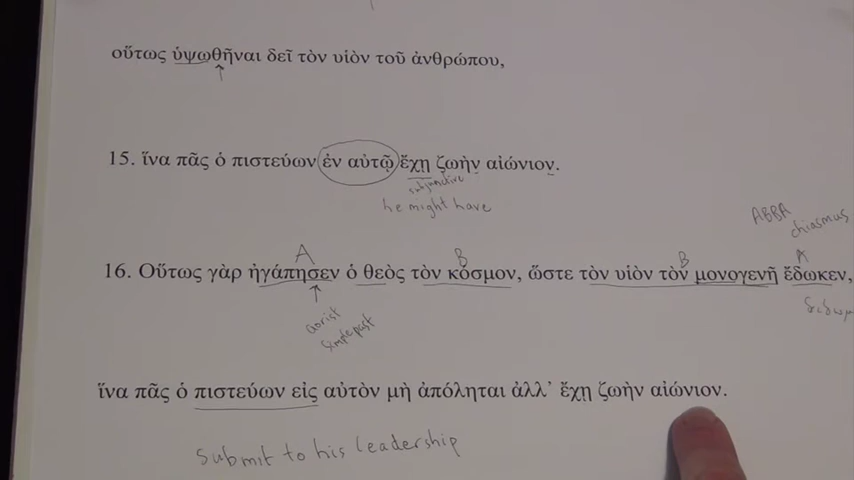 οὕτως ὑψωθῆναι δεῖ τὸν υἱὸν τοῦ ἀνθρώπου,
15. ἵνα πᾶς ὁ πιστεύων ἐν αὐτῷ ἔχῃ ζωὴν αἰώνιον.
subjunctive
he might have
ABBA
chiasmus
A B B A
16. Οὕτως γὰρ ἠγάπησεν ὁ θεὸς τὸν κόσμον, ὥστε τὸν υἱὸν τὸν μονογενῆ ἔδωκεν,
aorist
simple past
ἵνα πᾶς ὁ πιστεύων εἰς αὐτὸν μὴ ἀπόληται ἀλλ’ ἔχῃ ζωὴν αἰώνιον.
submit to his leadership